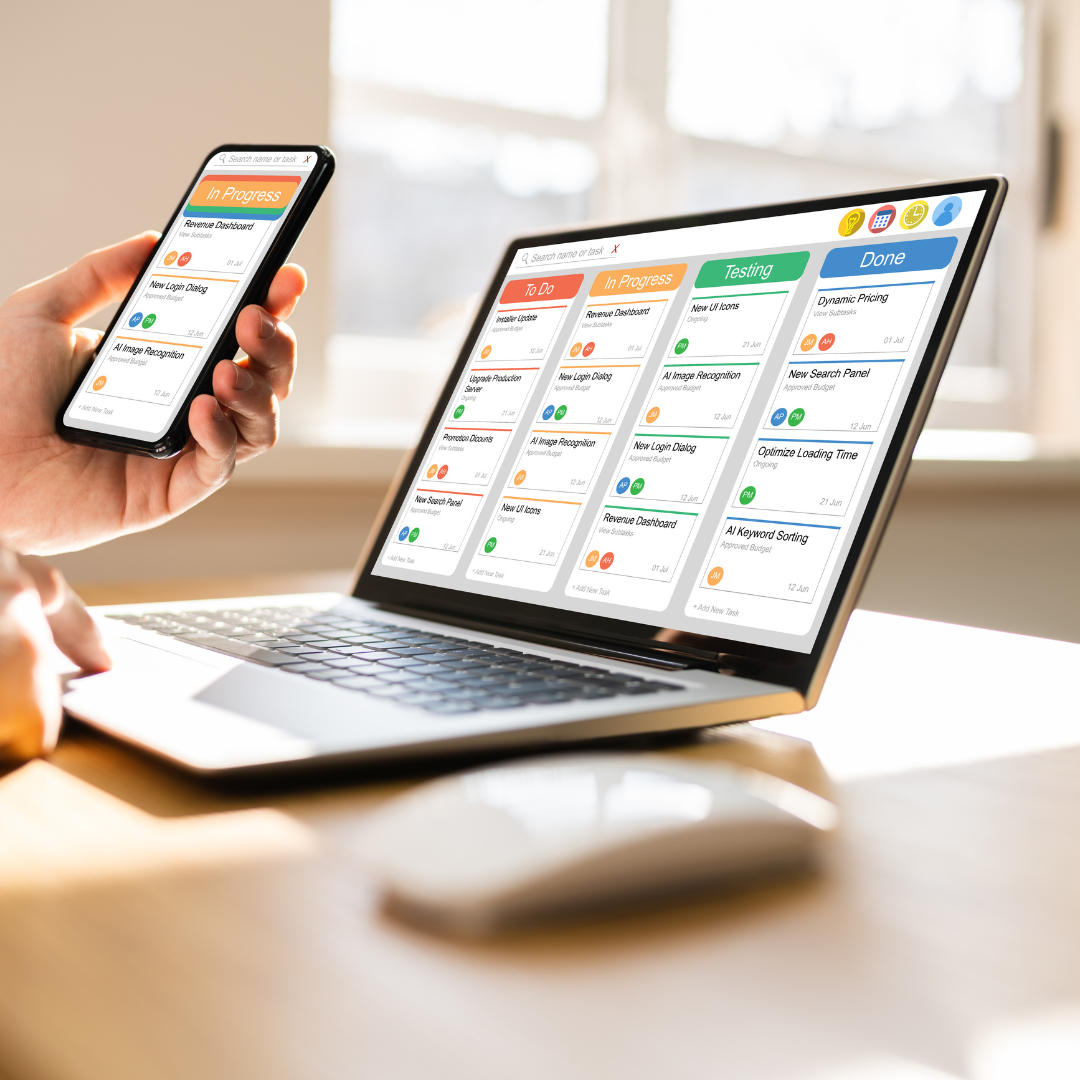 Search name or task X
In Progress
Revenue Dashboard
View Subtasks
JM AH 01 Jul
New Login Dialog
Approved Budget
AP PM 12 Jun
AI Image Recognition
Approved Budget
JM 12 Jun
+ Add New Task
Search name or task X
To Do
Installer Update
Approved Budget
JM 10 Jun
Upgrade Production
Server
Ongoing
PM 21 Jun
Promotion Dicounts
View Subtasks
JM AH 01 Jul
New Search Panel
Approved Budget
AP PM 12 Jun
+ Add New Task
In Progress
Revenue Dashboard
View Subtasks
JM AH 01 Jul
New Login Dialog
Approved Budget
AP PM 12 Jun
AI Image Recognition
Approved Budget
JM 12 Jun
New UI Icons
Ongoing
PM 21 Jun
+ Add New Task
Testing
New UI Icons
Ongoing
PM 21 Jun
AI Image Recognition
Approved Budget
JM 12 Jun
New Login Dialog
Approved Budget
AP PM 12 Jun
Revenue Dashboard
View Subtasks
JM AH 01 Jul
+ Add New Task
Done
Dynamic Pricing
View Subtasks
JM AH 01 Jul
New Search Panel
Approved Budget
AP PM 12 Jun
Optimize Loading Time
Ongoing
PM 21 Jun
AI Keyword Sorting
Approved Budget
JM 12 Jun
+ Add New Task